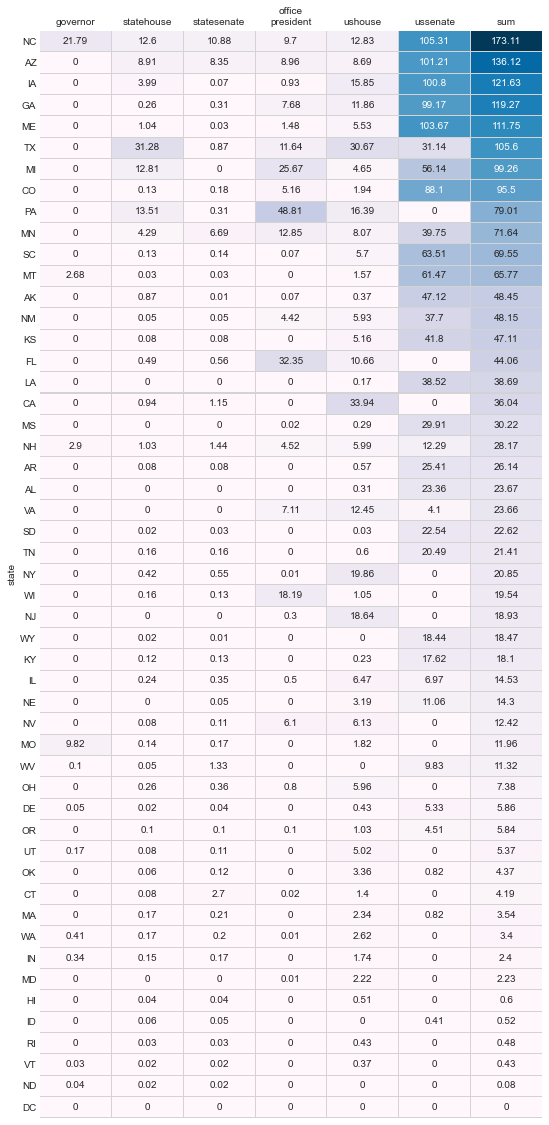 office
governor statehouse statesenate president ushouse ussenate sum
NC 21.79 12.6 10.88 9.7 12.83 105.31 173.11
AZ 0 8.91 8.35 8.96 8.69 101.21 136.12
IA 0 3.99 0.07 0.93 15.85 100.8 121.63
GA 0 0.26 0.31 7.68 11.86 99.17 119.27
ME 0 1.04 0.03 1.48 5.53 103.67 111.75
TX 0 31.28 0.87 11.64 30.67 31.14 105.6
MI 0 12.81 0 25.67 4.65 56.14 99.26
CO 0 0.13 0.18 5.16 1.94 88.1 95.5
PA 0 13.51 0.31 48.81 16.39 0 79.01
MN 0 4.29 6.69 12.85 8.07 39.75 71.64
SC 0 0.13 0.14 0.07 5.7 63.51 69.55
MT 2.68 0.03 0.03 0 1.57 61.47 65.77
AK 0 0.87 0.01 0.07 0.37 47.12 48.45
NM 0 0.05 0.05 4.42 5.93 37.7 48.15
KS 0 0.08 0.08 0 5.16 41.8 47.11
FL 0 0.49 0.56 32.35 10.66 0 44.06
LA 0 0 0 0 0.17 38.52 38.69
CA 0 0.94 1.15 0 33.94 0 36.04
MS 0 0 0 0.02 0.29 29.91 30.22
NH 2.9 1.03 1.44 4.52 5.99 12.29 28.17
AR 0 0.08 0.08 0 0.57 25.41 26.14
AL 0 0 0 0 0.31 23.36 23.67
VA 0 0 0 7.11 12.45 4.1 23.66
SD 0 0.02 0.03 0 0.03 22.54 22.62
TN 0 0.16 0.16 0 0.6 20.49 21.41
state
NY 0 0.42 0.55 0.01 19.86 0 20.85
WI 0 0.16 0.13 18.19 1.05 0 19.54
NJ 0 0 0 0.3 18.64 0 18.93
WY 0 0.02 0.01 0 0 18.44 18.47
KY 0 0.12 0.13 0 0.23 17.62 18.1
IL 0 0.24 0.35 0.5 6.47 6.97 14.53
NE 0 0 0.05 0 3.19 11.06 14.3
NV 0 0.08 0.11 6.1 6.13 0 12.42
MO 9.82 0.14 0.17 0 1.82 0 11.96
WV 0.1 0.05 1.33 0 0 9.83 11.32
OH 0 0.26 0.36 0.8 5.96 0 7.38
DE 0.05 0.02 0.04 0 0.43 5.33 5.86
OR 0 0.1 0.1 0.1 1.03 4.51 5.84
UT 0.17 0.08 0.11 0 5.02 0 5.37
OK 0 0.06 0.12 0 3.36 0.82 4.37
CT 0 0.08 2.7 0.02 1.4 0 4.19
MA 0 0.17 0.21 0 2.34 0.82 3.54
WA 0.41 0.17 0.2 0.01 2.62 0 3.4
IN 0.34 0.15 0.17 0 1.74 0 2.4
MD 0 0 0 0.01 2.22 0 2.23
HI 0 0.04 0.04 0 0.51 0 0.6
ID 0 0.06 0.05 0 0 0.41 0.52
RI 0 0.03 0.03 0 0.43 0 0.48
VT 0.03 0.02 0.02 0 0.37 0 0.43
ND 0.04 0.02 0.02 0 0 0 0.08
DC 0 0 0 0 0 0 0